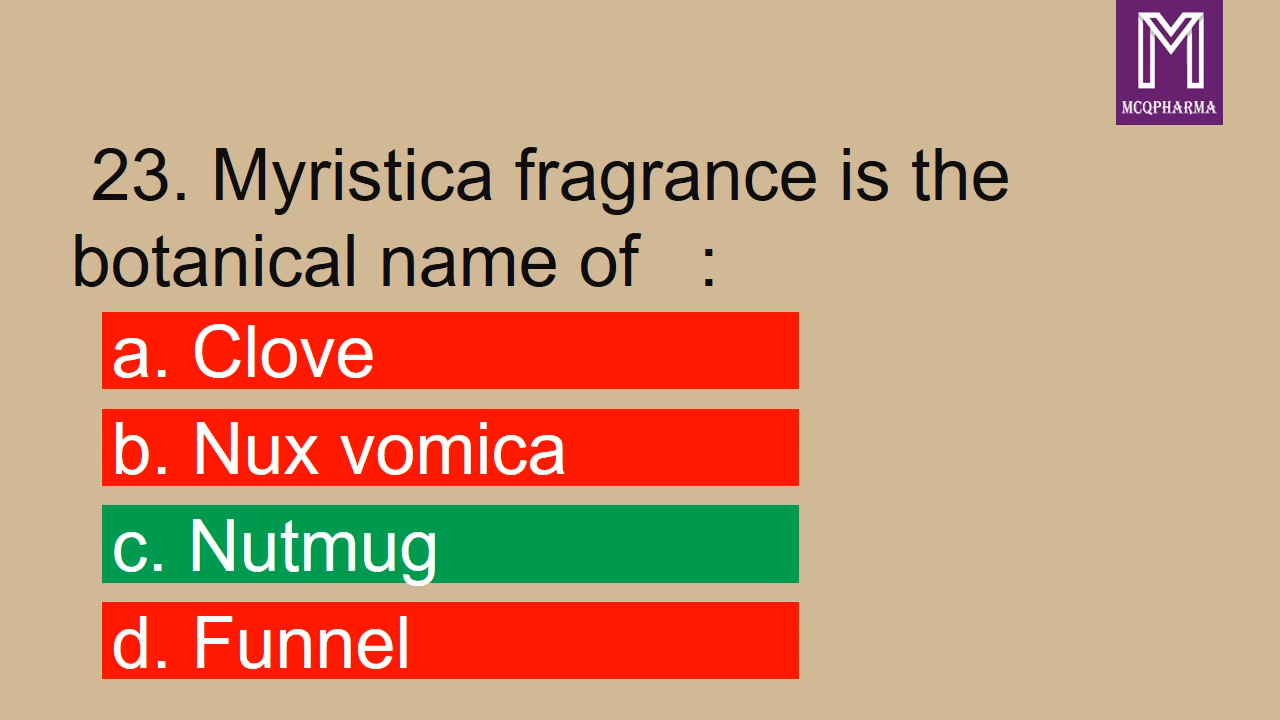 M
MCQPHARMA
23. Myristica fragrance is the
botanical name of :
a. Clove
b. Nux vomica
c. Nutmug
d. Funnel